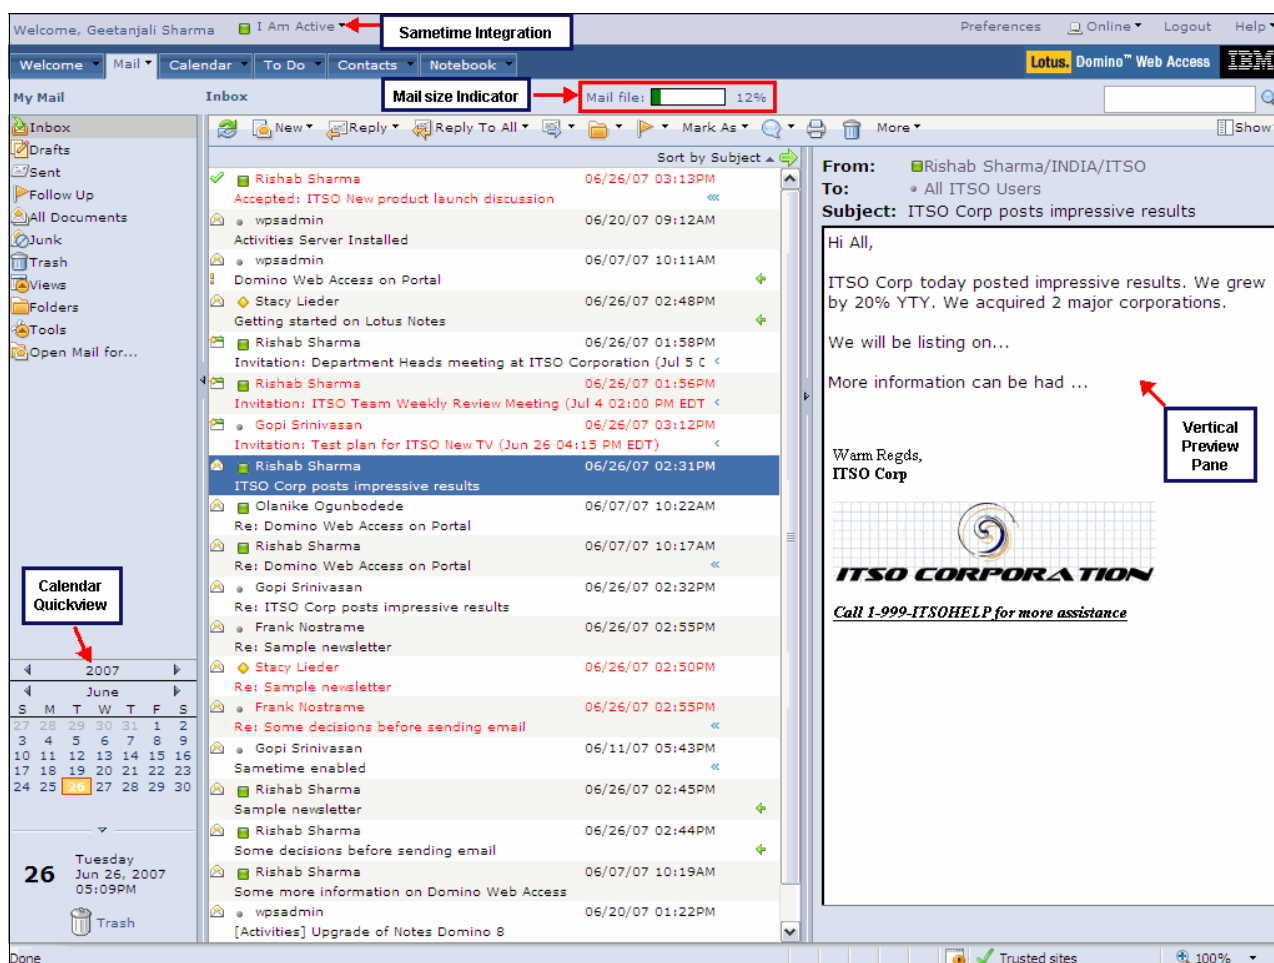 Welcome, Geetanjali Sharma
I Am Active
Sametime Integration
Preferences
Online
Logout
Help
Welcome
Mail
Calendar
To Do
Contacts
Notebook
Lotus. Domino™ Web Access
IBM
My Mail
Inbox
Mail size Indicator
Mail file:
12%
Inbox
Drafts
Sent
Follow Up
All Documents
Junk
Trash
Views
Folders
Tools
Open Mail for...
New
Reply
Reply To All
Mark As
More
Show
Sort by Subject
Rishab Sharma 06/26/07 03:13PM
Accepted: ITSO New product launch discussion
wpsadmin 06/20/07 09:12AM
Activities Server Installed
wpsadmin 06/07/07 10:11AM
Domino Web Access on Portal
Stacy Lieder 06/26/07 02:48PM
Getting started on Lotus Notes
Rishab Sharma 06/26/07 01:58PM
Invitation: Department Heads meeting at ITSO Corporation (Jul 5 C
Rishab Sharma 06/26/07 01:56PM
Invitation: ITSO Team Weekly Review Meeting (Jul 4 02:00 PM EDT
Gopi Srinivasan 06/26/07 03:12PM
Invitation: Test plan for ITSO New TV (Jun 26 04:15 PM EDT)
Rishab Sharma 06/26/07 02:31PM
ITSO Corp posts impressive results
Olanike Ogunbodede 06/07/07 10:22AM
Re: Domino Web Access on Portal
Rishab Sharma 06/07/07 10:17AM
Re: Domino Web Access on Portal
Gopi Srinivasan 06/26/07 02:32PM
Re: ITSO Corp posts impressive results
Frank Nostrame 06/26/07 02:55PM
Re: Sample newsletter
Stacy Lieder 06/26/07 02:50PM
Re: Sample newsletter
Frank Nostrame 06/26/07 02:55PM
Re: Some decisions before sending email
Gopi Srinivasan 06/11/07 05:43PM
Sametime enabled
Rishab Sharma 06/26/07 02:45PM
Sample newsletter
Rishab Sharma 06/26/07 02:44PM
Some decisions before sending email
Rishab Sharma 06/07/07 10:19AM
Some more information on Domino Web Access
wpsadmin 06/20/07 01:22PM
[Activities] Upgrade of Notes Domino 8
From: Rishab Sharma/INDIA/ITSO
To: All ITSO Users
Subject: ITSO Corp posts impressive results
Hi All,
ITSO Corp today posted impressive results. We grew
by 20% YTY. We acquired 2 major corporations.
We will be listing on...
More information can be had ...
Vertical
Preview
Pane
Warm Regds,
ITSO Corp
ITSO CORPORATION
Call 1-999-ITSOHELP for more assistance
Calendar
Quickview
2007
June
S M T W T F S
27 28 29 30 31 1 2
3 4 5 6 7 8 9
10 11 12 13 14 15 16
17 18 19 20 21 22 23
24 25 26 27 28 29 30
26
Tuesday
Jun 26, 2007
05:09PM
Trash
Done
Trusted sites
100%